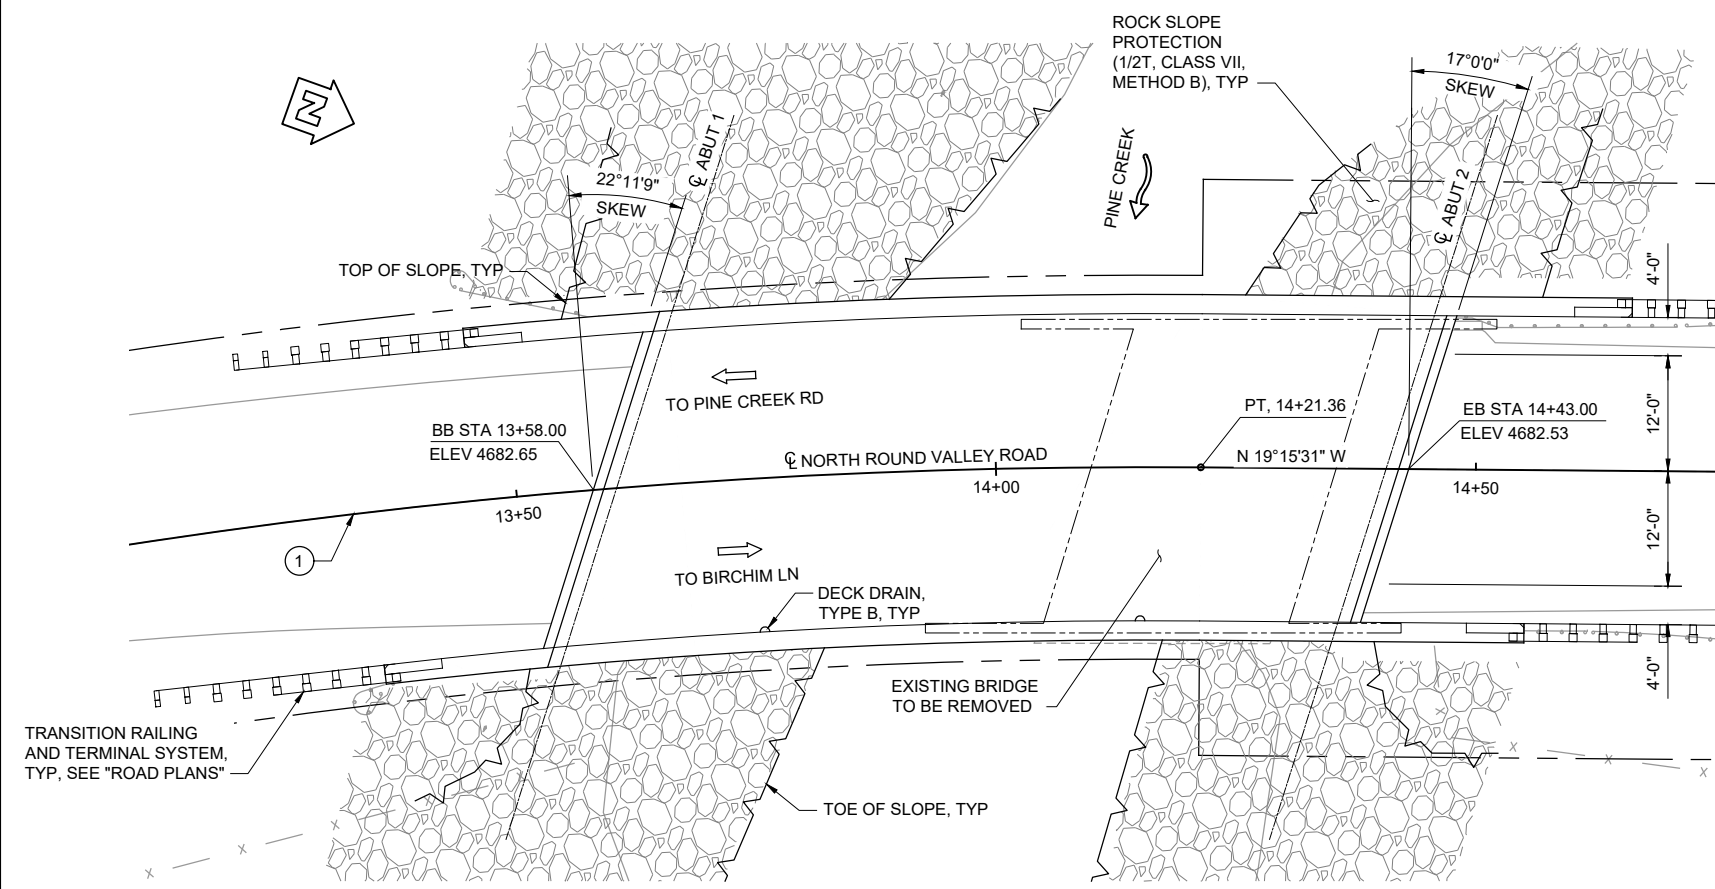 ROCK SLOPE
PROTECTION
(1/2T, CLASS VII,
METHOD B), TYP
17°0'0"
SKEW
N
℄ ABUT 1
PINE CREEK
22°11'9"
SKEW
℄ ABUT 2
TOP OF SLOPE, TYP
4'-0"
TO PINE CREEK RD
PT, 14+21.36
EB STA 14+43.00
ELEV 4682.53
12'-0"
BB STA 13+58.00
ELEV 4682.65
℄ NORTH ROUND VALLEY ROAD
N 19°15'31" W
13+50
14+00
14+50
12'-0"
1
TO BIRCHIM LN
DECK DRAIN,
TYPE B, TYP
4'-0"
EXISTING BRIDGE
TO BE REMOVED
TRANSITION RAILING
AND TERMINAL SYSTEM,
TYP, SEE "ROAD PLANS"
TOE OF SLOPE, TYP
x
x
x
x
x
x
x
x